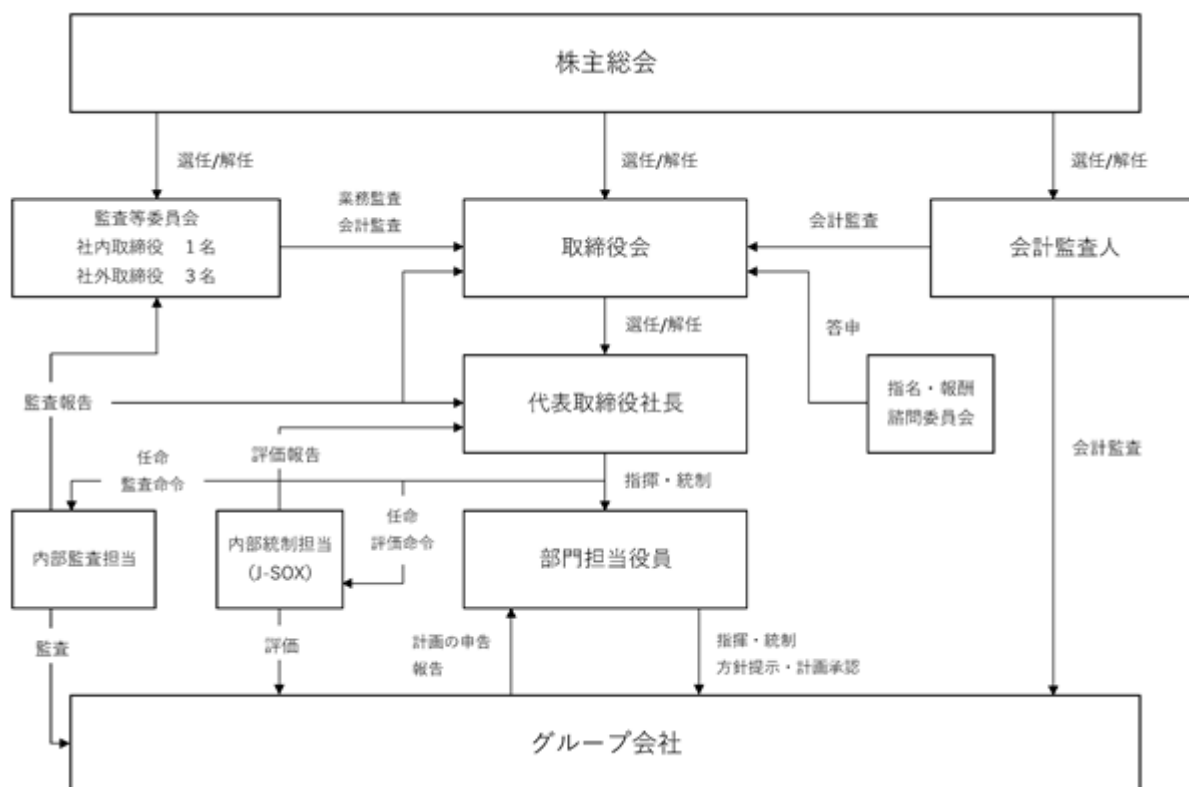 株主総会
選任/解任
選任/解任
選任/解任
監査等委員会
社内取締役　1名
社外取締役　3名
業務監査
会計監査
取締役会
会計監査
会計監査人
選任/解任
答申
監査報告
代表取締役社長
指名・報酬
諮問委員会
任命
監査命令
評価報告
指揮・統制
会計監査
内部監査担当
内部統制担当
(J-SOX)
任命
評価命令
部門担当役員
監査
評価
計画の申告
報告
指揮・統制
方針提示・計画承認
グループ会社